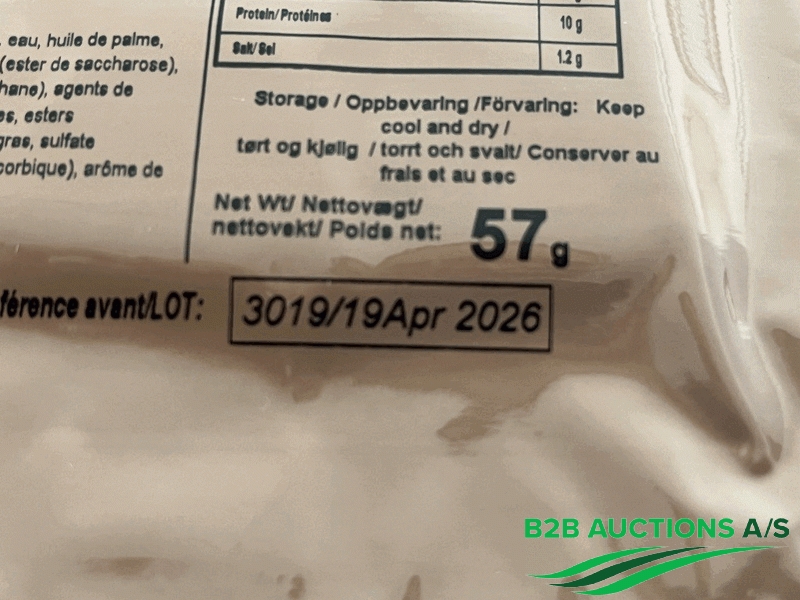 eau, huile de palme,
(ester de saccharose),
hane), agents de
es, esters
gras, sulfate
corbique), arôme de
Protein/Protéines
10 g
Salt/Sel
1.2 g
Storage / Oppbevaring /Förvaring: Keep
cool and dry /
tørt og kjølig / torrt och svalt/ Conserver au
frais et au sec
Net Wt/ Nettovægt/
nettovekt/ Poids net:
57 g
férence avant/LOT:
3019/19Apr 2026
B2B AUCTIONS A/S